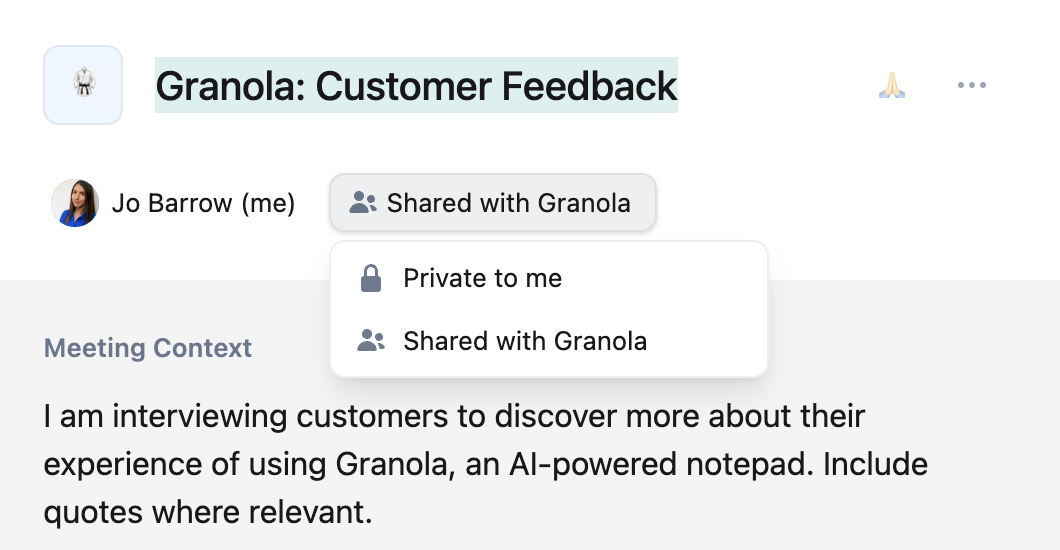 Granola: Customer Feedback
Jo Barrow (me)
Shared with Granola
Private to me
Shared with Granola
Meeting Context
I am interviewing customers to discover more about their
experience of using Granola, an AI-powered notepad. Include
quotes where relevant.